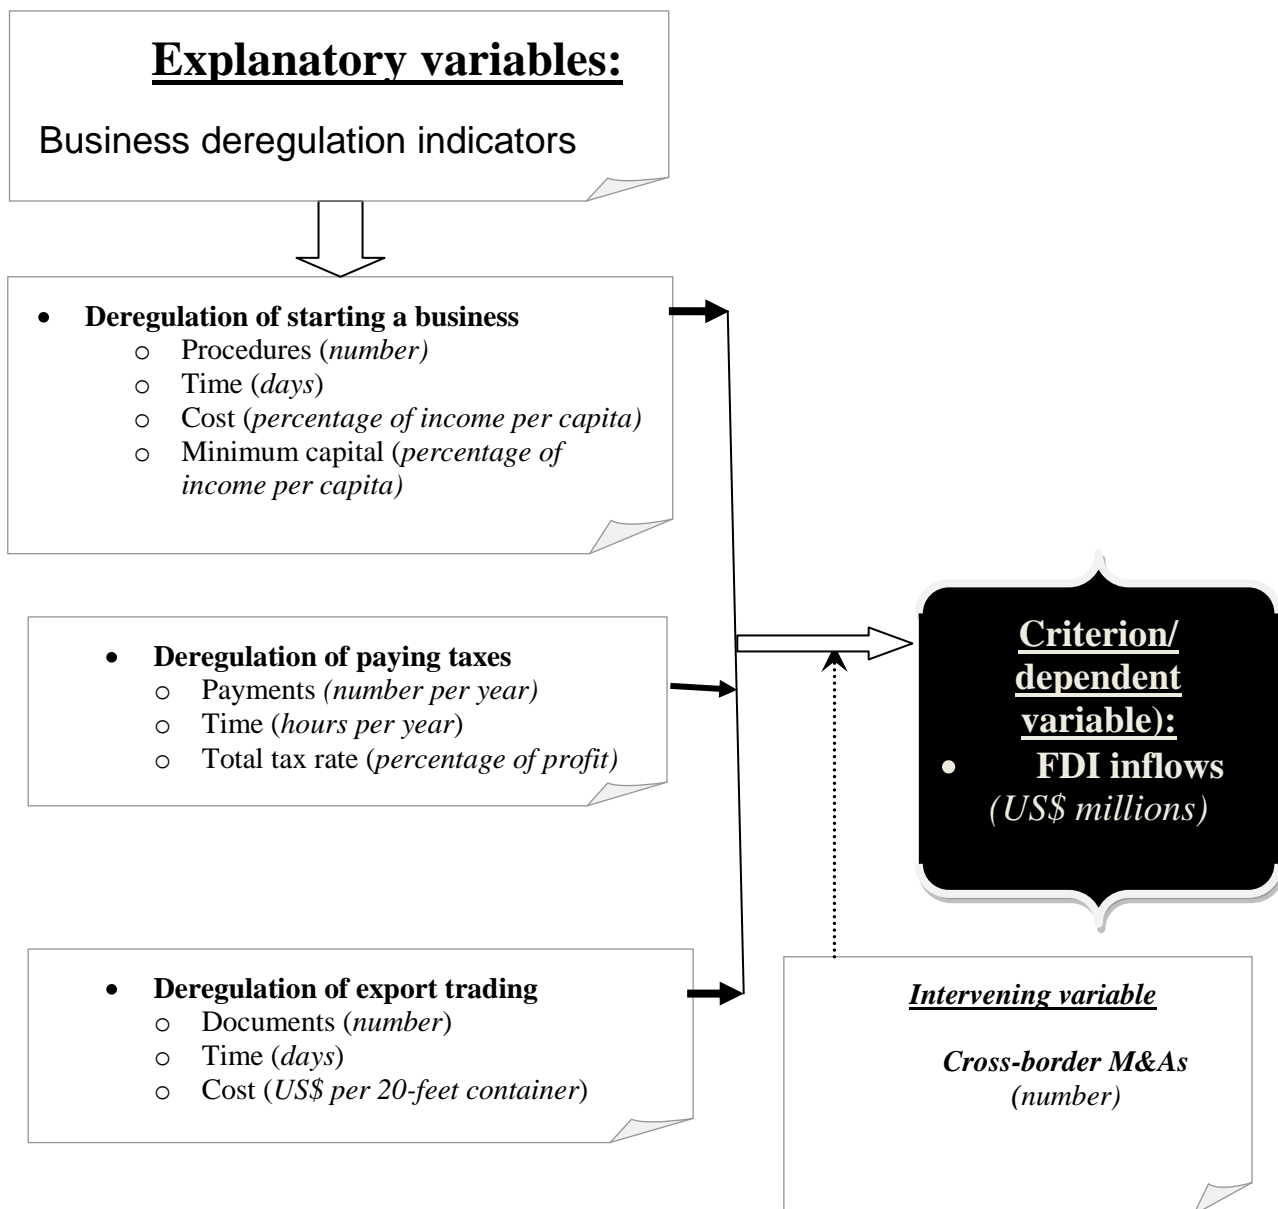 Explanatory variables:
Business deregulation indicators
• Deregulation of starting a business
o Procedures (number)
o Time (days)
o Cost (percentage of income per capita)
o Minimum capital (percentage of
income per capita)
• Deregulation of paying taxes
o Payments (number per year)
o Time (hours per year)
o Total tax rate (percentage of profit)
• Deregulation of export trading
o Documents (number)
o Time (days)
o Cost (US$ per 20-feet container)
Criterion/
dependent
variable):
• FDI inflows
(US$ millions)
Intervening variable
Cross-border M&As
(number)